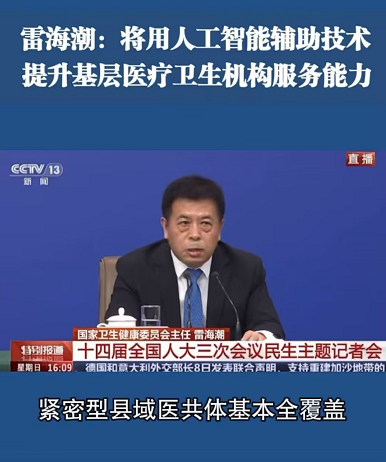 雷海潮：将用人工智能辅助技术
提升基层医疗卫生机构服务能力
CCTV 13
新闻
直播
国家卫生健康委员会主任 雷海潮
特别报道
十四届全国人大三次会议民生主题记者会
星期日 16:09
德国和意大利外交部长8日发表联合声明，支持重建加沙地带的
紧密型县域医共体基本全覆盖